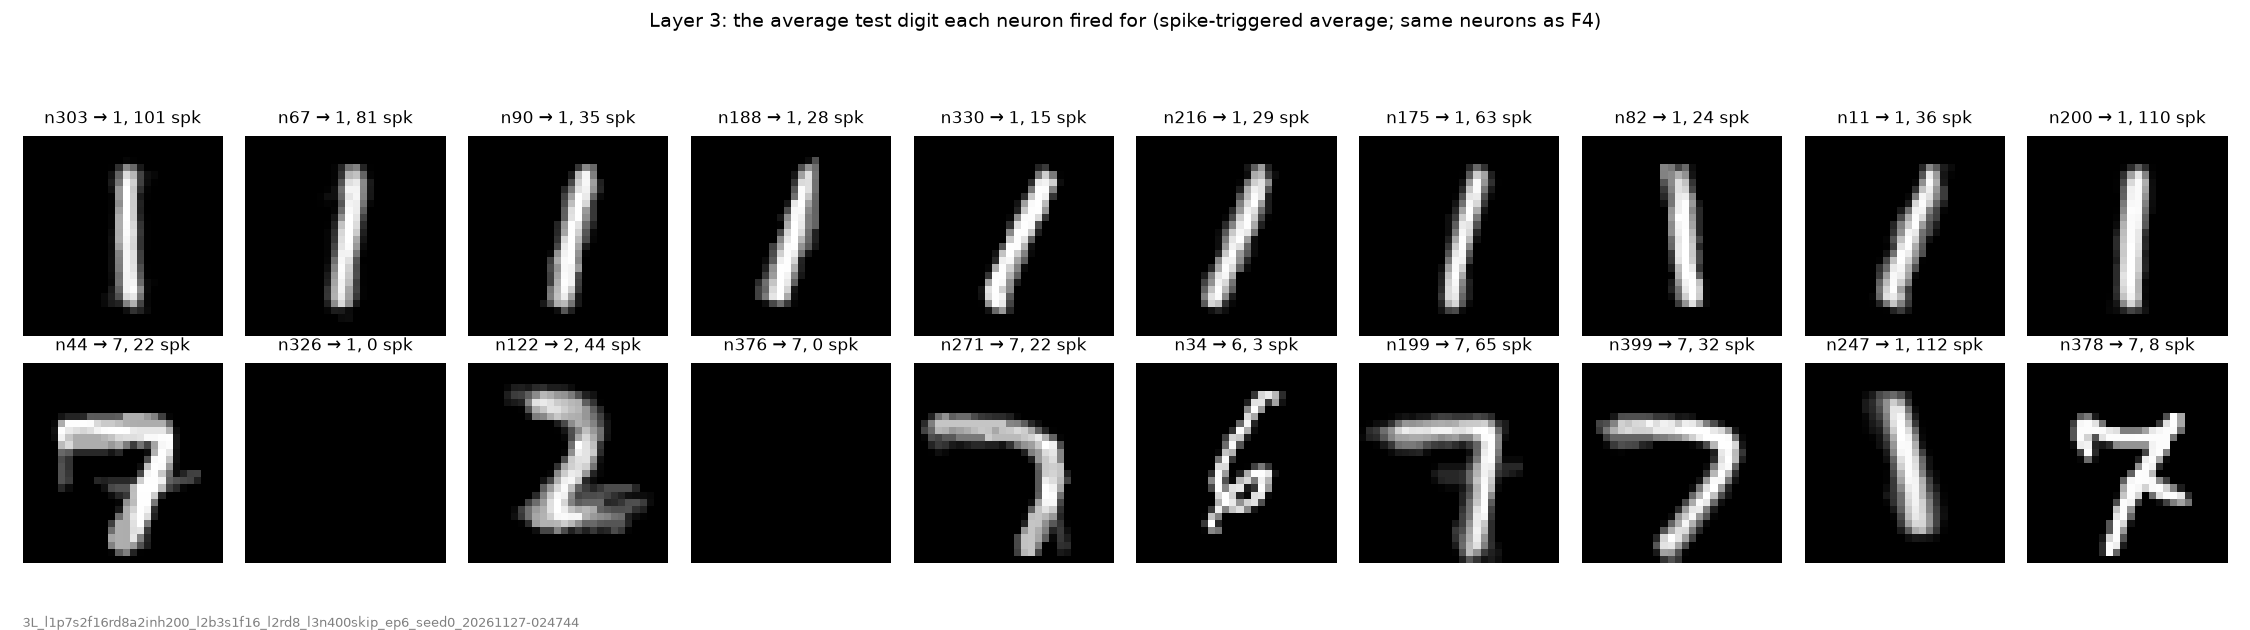 Layer 3: the average test digit each neuron fired for (spike-triggered average; same neurons as F4)
n303 → 1, 101 spk n67 → 1, 81 spk n90 → 1, 35 spk n188 → 1, 28 spk n330 → 1, 15 spk n216 → 1, 29 spk n175 → 1, 63 spk n82 → 1, 24 spk n11 → 1, 36 spk n200 → 1, 110 spk
n44 → 7, 22 spk n326 → 1, 0 spk n122 → 2, 44 spk n376 → 7, 0 spk n271 → 7, 22 spk n34 → 6, 3 spk n199 → 7, 65 spk n399 → 7, 32 spk n247 → 1, 112 spk n378 → 7, 8 spk
3L_l1p7s2f16rd8a2inh200_l2b3s1f16_l2rd8_l3n400skip_ep6_seed0_20261127-024744